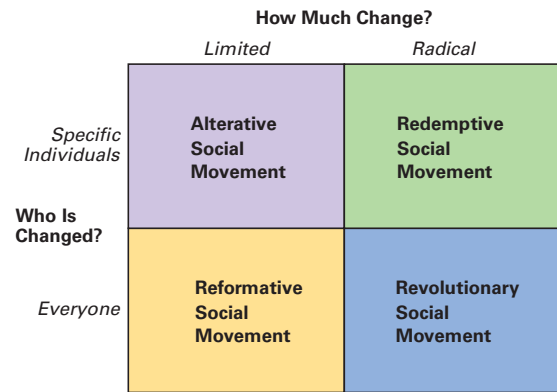 How Much Change?
Limited
Radical
Specific
Individuals
Alterative
Social
Movement
Redemptive
Social
Movement
Who Is
Changed?
Everyone
Reformative
Social
Movement
Revolutionary
Social
Movement